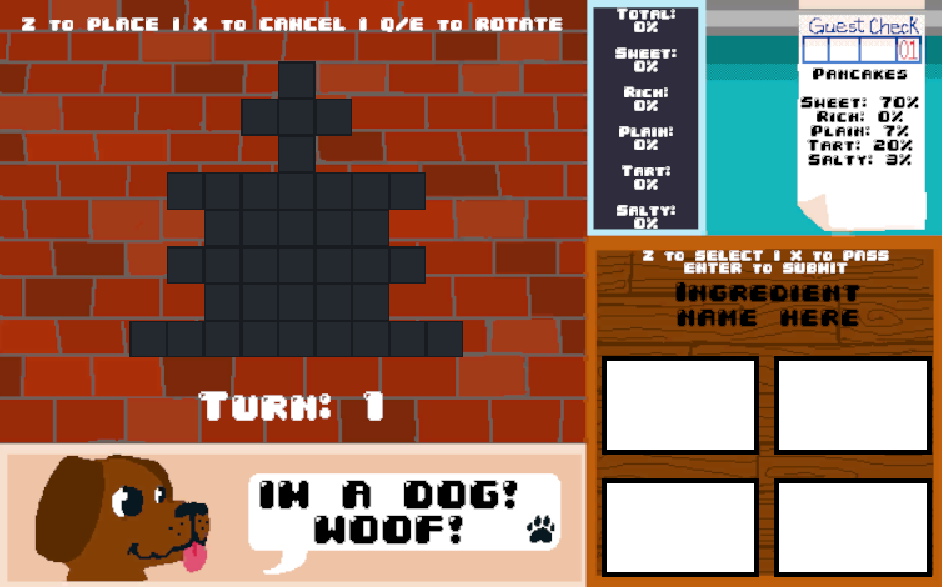 Z TO PLACE | X TO CANCEL | Q/E TO ROTATE
TURN: 1
IM A DOG!
WOOF!
TOTAL:
0%
SWEET:
0%
RICH:
0%
PLAIN:
0%
TART:
0%
SALTY:
0%
Guest Check
01
PANCAKES
SWEET: 70%
RICH: 0%
PLAIN: 7%
TART: 20%
SALTY: 3%
Z TO SELECT | X TO PASS
ENTER TO SUBMIT
INGREDIENT
NAME HERE